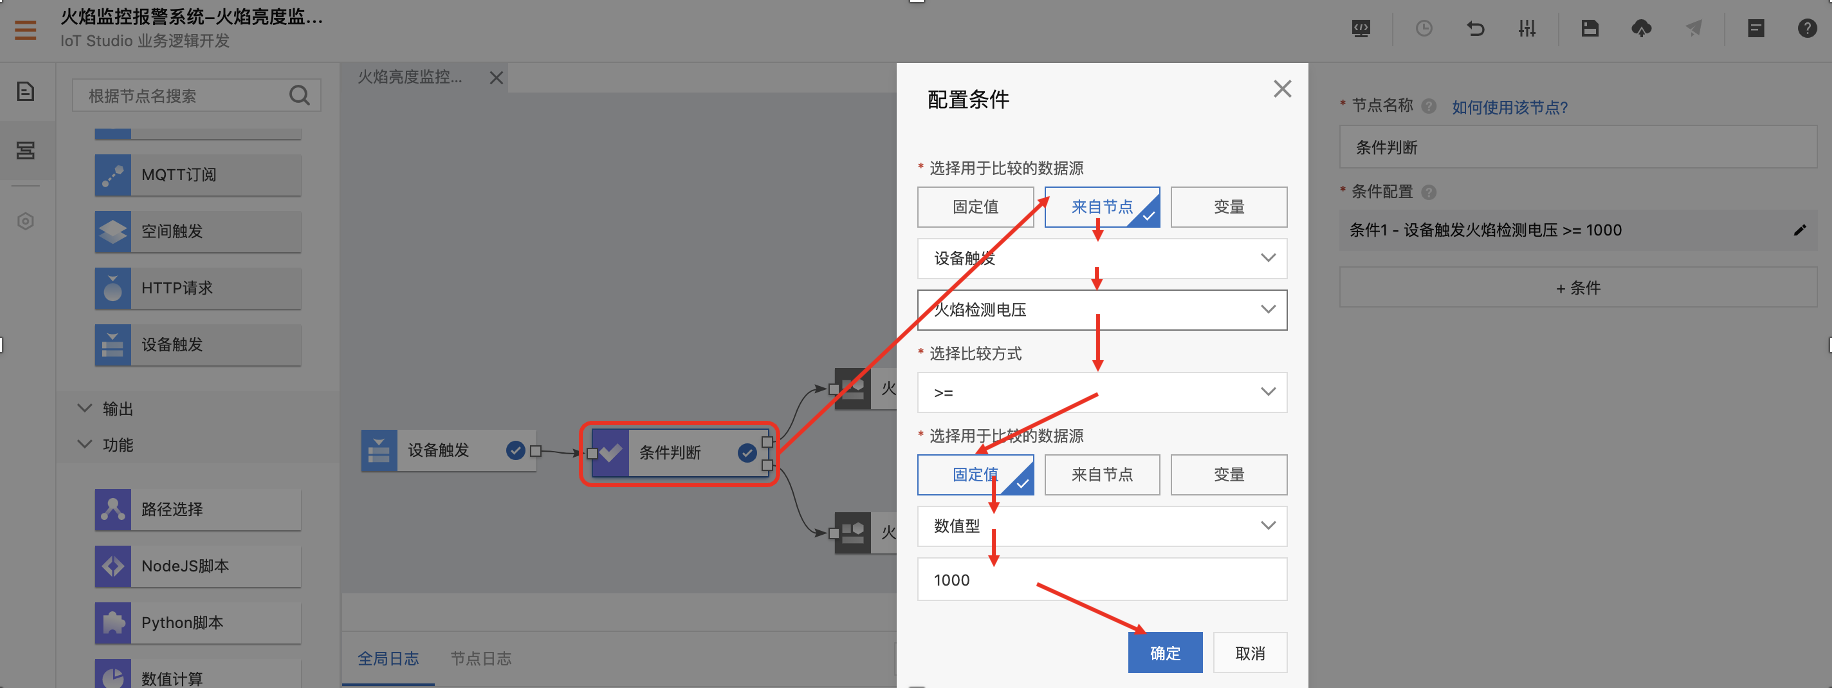 火焰监控报警系统-火焰亮度监...
IoT Studio 业务逻辑开发
根据节点名搜索
MQTT订阅
空间触发
HTTP请求
设备触发
输出
功能
路径选择
NodeJS脚本
Python脚本
数值计算
火焰亮度监控...
设备触发
条件判断
火
火
全局日志
节点日志
配置条件
* 选择用于比较的数据源
固定值
来自节点
变量
设备触发
火焰检测电压
* 选择比较方式
>=
* 选择用于比较的数据源
固定值
来自节点
变量
数值型
1000
确定
取消
* 节点名称
如何使用该节点?
条件判断
* 条件配置
条件1 - 设备触发火焰检测电压 >= 1000
+ 条件